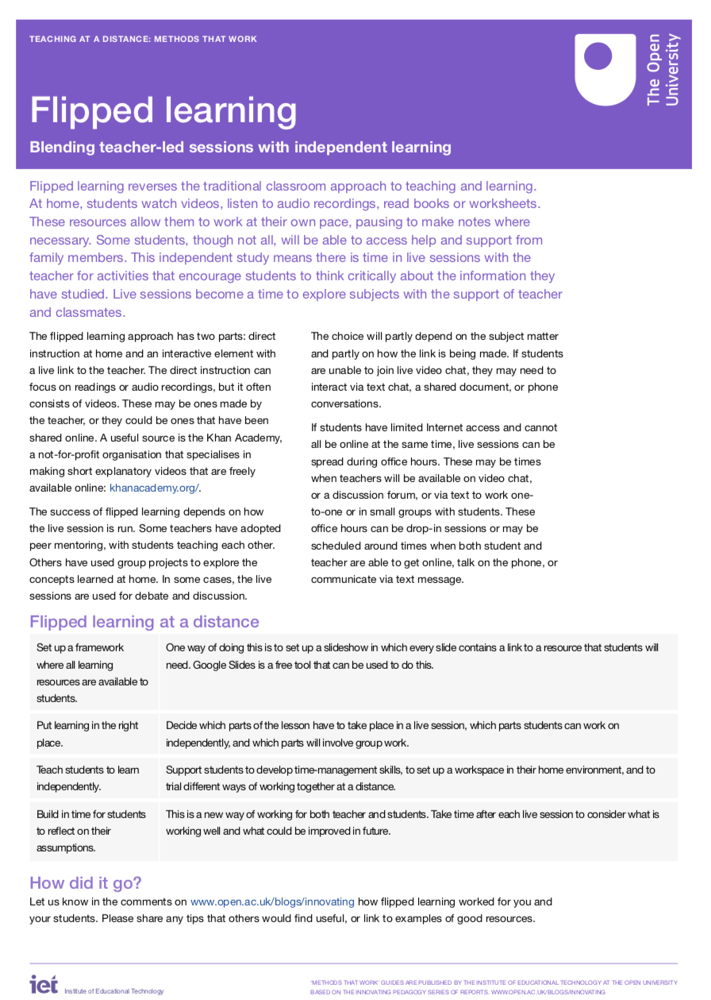 TEACHING AT A DISTANCE: METHODS THAT WORK
The Open
University
Flipped learning
Blending teacher-led sessions with independent learning
Flipped learning reverses the traditional classroom approach to teaching and learning.
At home, students watch videos, listen to audio recordings, read books or worksheets.
These resources allow them to work at their own pace, pausing to make notes where
necessary. Some students, though not all, will be able to access help and support from
family members. This independent study means there is time in live sessions with the
teacher for activities that encourage students to think critically about the information they
have studied. Live sessions become a time to explore subjects with the support of teacher
and classmates.
The flipped learning approach has two parts: direct
instruction at home and an interactive element with
a live link to the teacher. The direct instruction can
focus on readings or audio recordings, but it often
consists of videos. These may be ones made by
the teacher, or they could be ones that have been
shared online. A useful source is the Khan Academy,
a not-for-profit organisation that specialises in
making short explanatory videos that are freely
available online: khanacademy.org/.
The success of flipped learning depends on how
the live session is run. Some teachers have adopted
peer mentoring, with students teaching each other.
Others have used group projects to explore the
concepts learned at home. In some cases, the live
sessions are used for debate and discussion.
The choice will partly depend on the subject matter
and partly on how the link is being made. If students
are unable to join live video chat, they may need to
interact via text chat, a shared document, or phone
conversations.
If students have limited Internet access and cannot
all be online at the same time, live sessions can be
spread during office hours. These may be times
when teachers will be available on video chat,
or a discussion forum, or via text to work one-
to-one or in small groups with students. These
office hours can be drop-in sessions or may be
scheduled around times when both student and
teacher are able to get online, talk on the phone, or
communicate via text message.
Flipped learning at a distance
Set up a framework
where all learning
resources are available to
students.
One way of doing this is to set up a slideshow in which every slide contains a link to a resource that students will
need. Google Slides is a free tool that can be used to do this.
Put learning in the right
place.
Decide which parts of the lesson have to take place in a live session, which parts students can work on
independently, and which parts will involve group work.
Teach students to learn
independently.
Support students to develop time-management skills, to set up a workspace in their home environment, and to
trial different ways of working together at a distance.
Build in time for students
to reflect on their
assumptions.
This is a new way of working for both teacher and students. Take time after each live session to consider what is
working well and what could be improved in future.
How did it go?
Let us know in the comments on www.open.ac.uk/blogs/innovating how flipped learning worked for you and
your students. Please share any tips that others would find useful, or link to examples of good resources.
iet Institute of Educational Technology
'METHODS THAT WORK' GUIDES ARE PUBLISHED BY THE INSTITUTE OF EDUCATIONAL TECHNOLOGY AT THE OPEN UNIVERSITY
BASED ON THE INNOVATING PEDAGOGY SERIES OF REPORTS. WWW.OPEN.AC.UK/BLOGS/INNOVATING